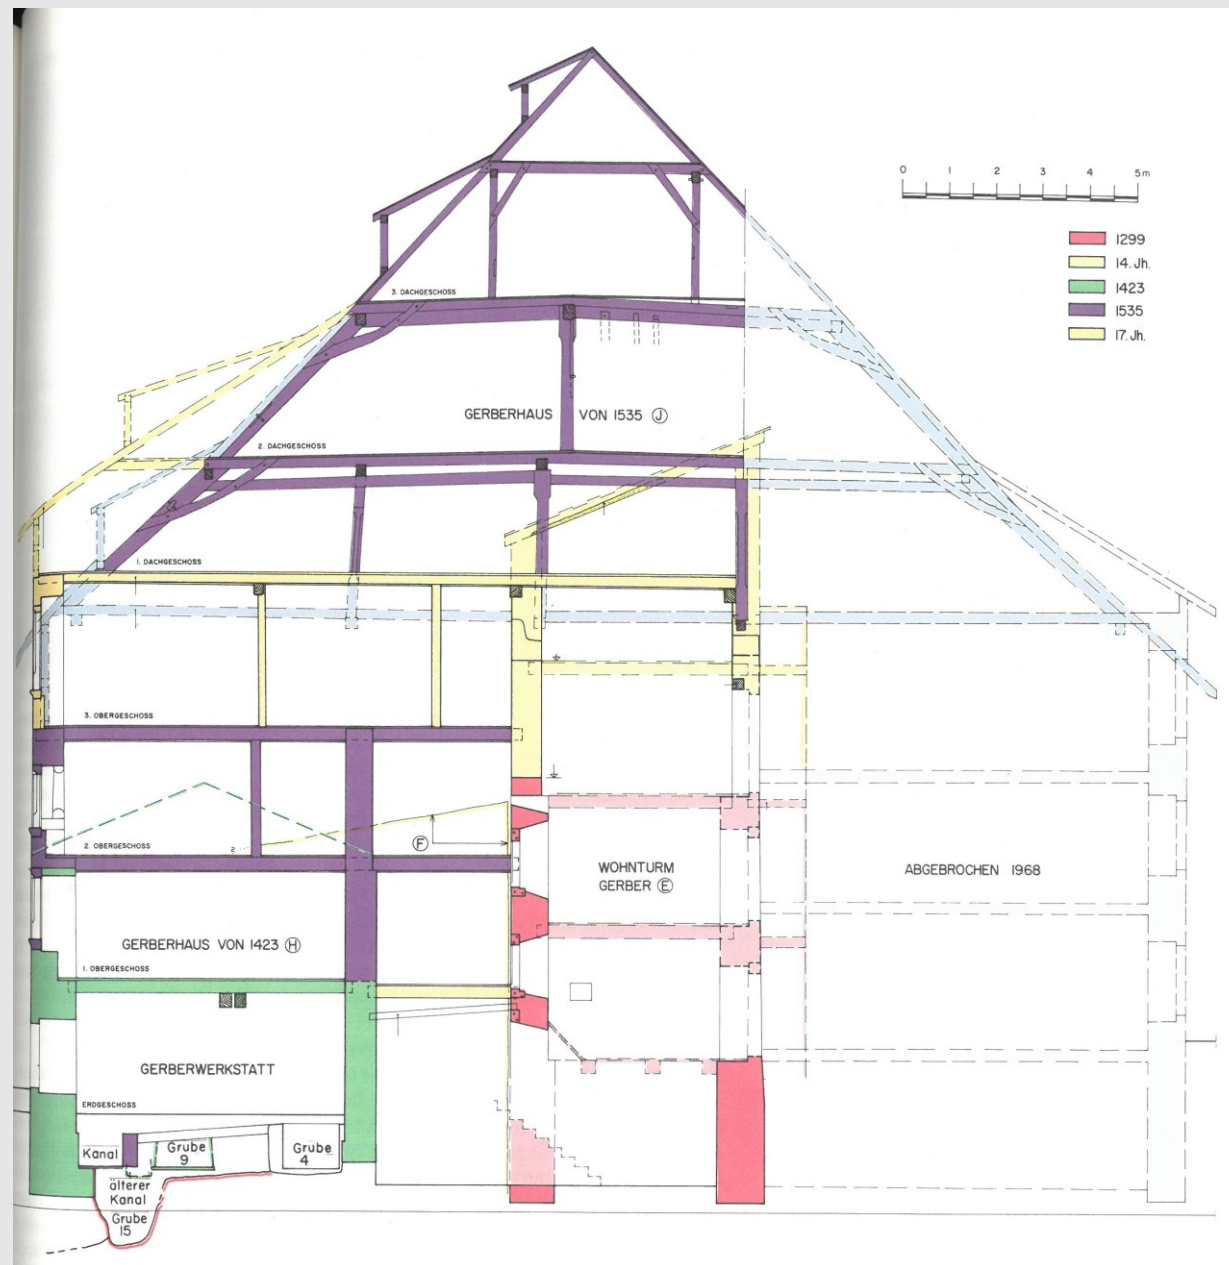 0 1 2 3 4 5 m
1299
14. Jh.
1423
1535
17. Jh.
3. DACHGESCHOSS
GERBERHAUS VON 1535 J
2. DACHGESCHOSS
1. DACHGESCHOSS
3. OBERGESCHOSS
2. OBERGESCHOSS
2
F
WOHNTURM
GERBER E
ABGEBROCHEN 1968
GERBERHAUS VON 1423 H
1. OBERGESCHOSS
GERBERWERKSTATT
ERDGESCHOSS
Kanal
Grube
9
Grube
4
älterer
Kanal
Grube
15